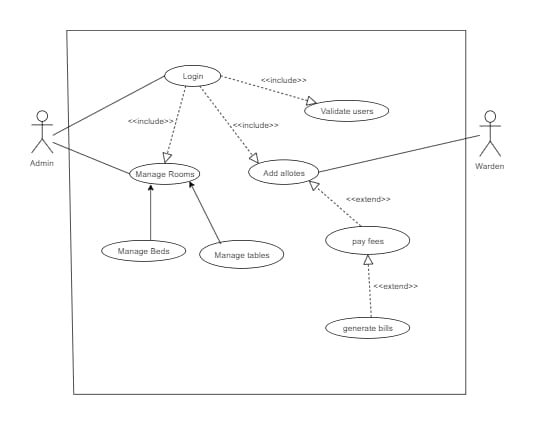 Login
<<include>>
Validate users
<<include>>
<<include>>
Admin
Warden
Manage Rooms
Add allotes
<<extend>>
pay fees
Manage Beds
Manage tables
<<extend>>
generate bills